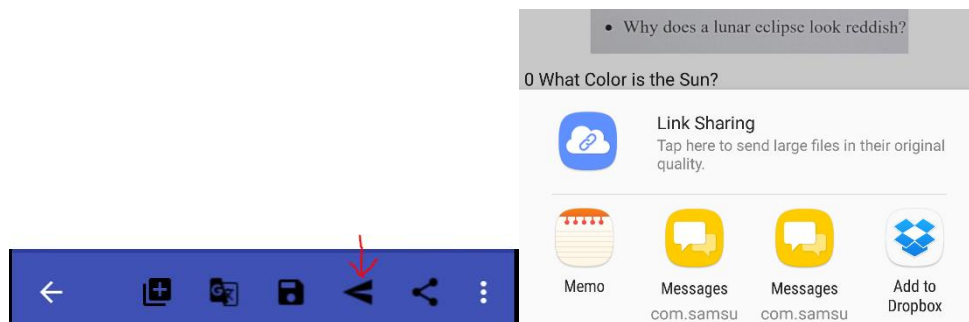 • Why does a lunar eclipse look reddish?
0 What Color is the Sun?
Link Sharing
Tap here to send large files in their original
quality.
Memo
Messages
com.samsu
Messages
com.samsu
Add to
Dropbox